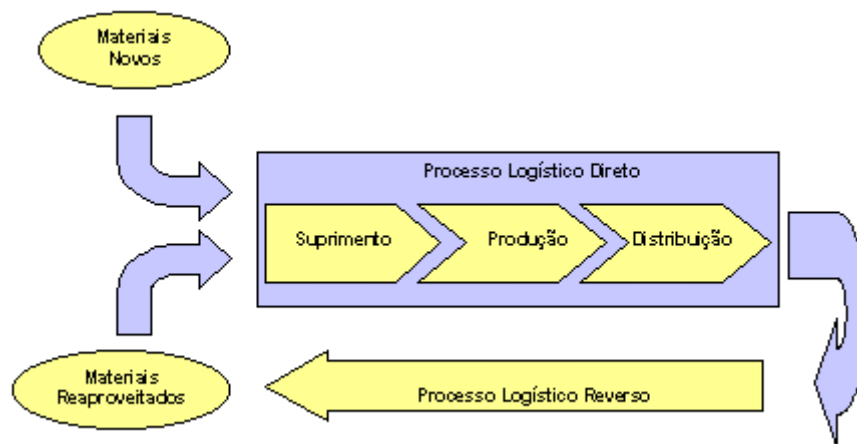 Materiais
Novos
Processo Logístico Direto
Suprimento
Produção
Distribuição
Materiais
Reaproveitados
Processo Logístico Reverso